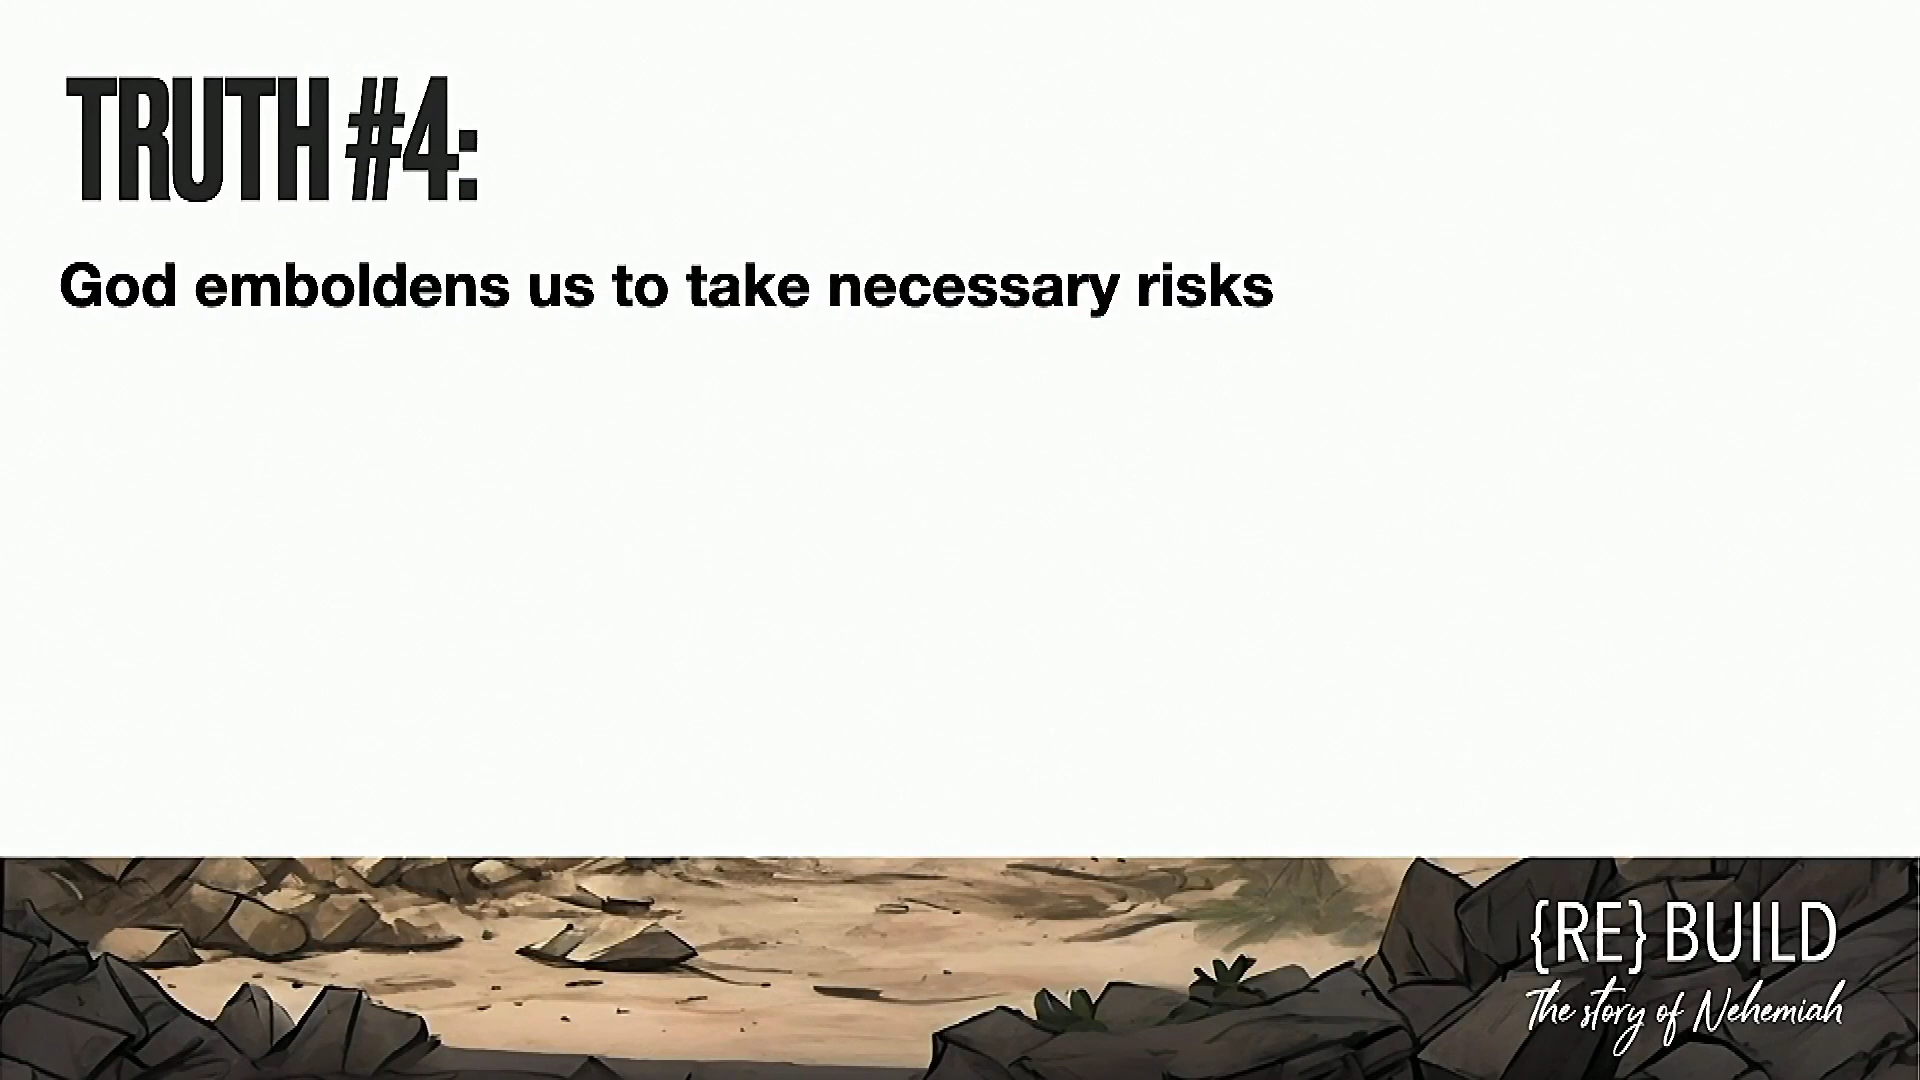 TRUTH #4:
God emboldens us to take necessary risks
{RE} BUILD
The story of Nehemiah